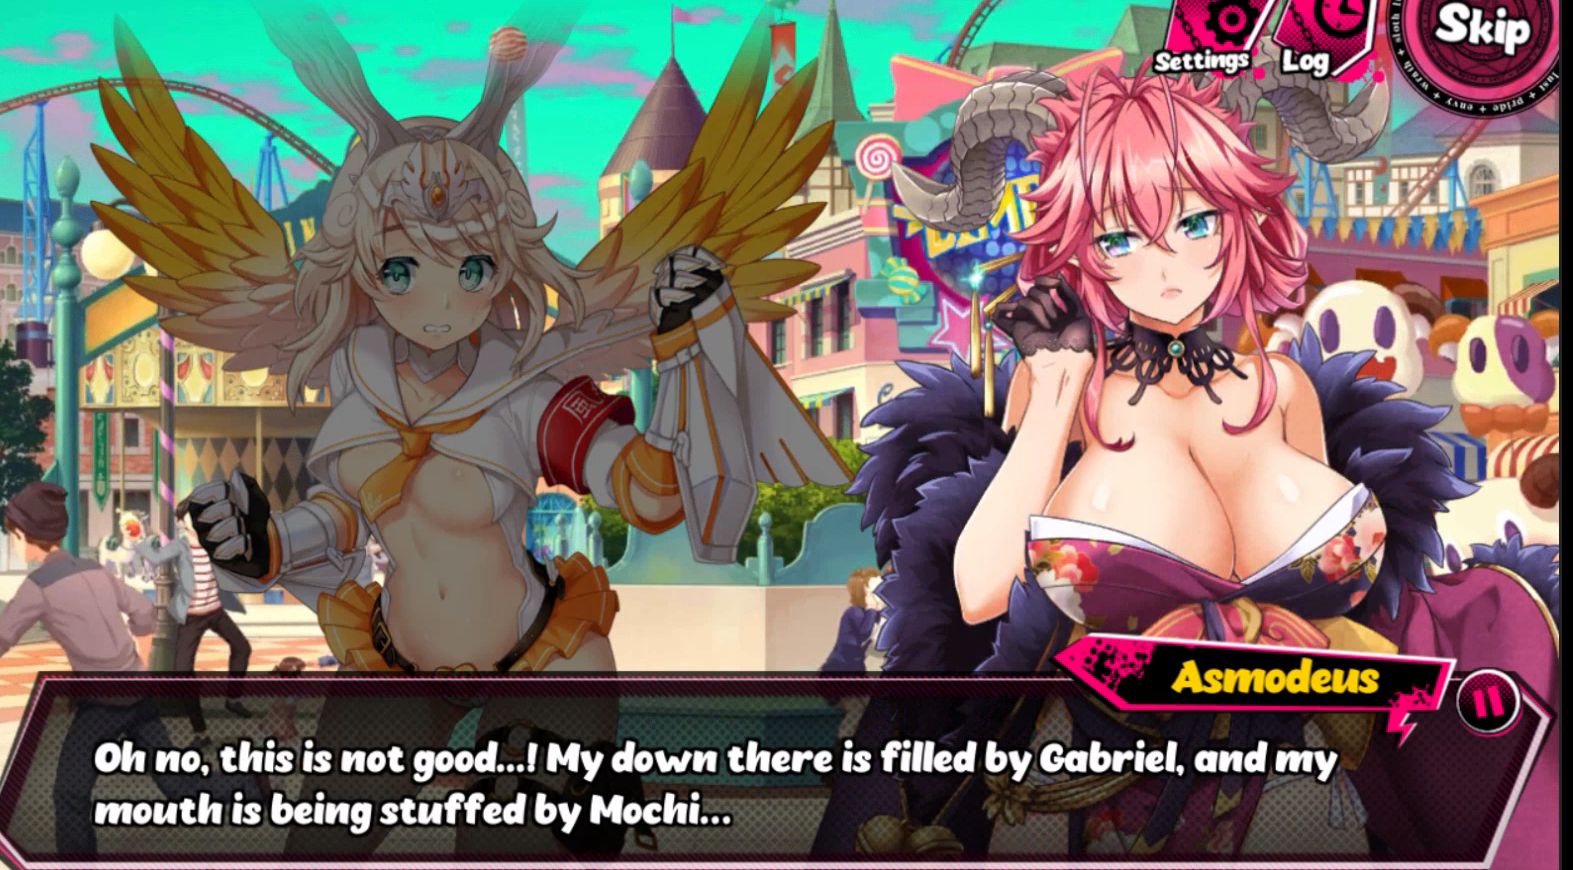 Settings
Log
Skip
Asmodeus
Oh no, this is not good...! My down there is filled by Gabriel, and my
mouth is being stuffed by Mochi...